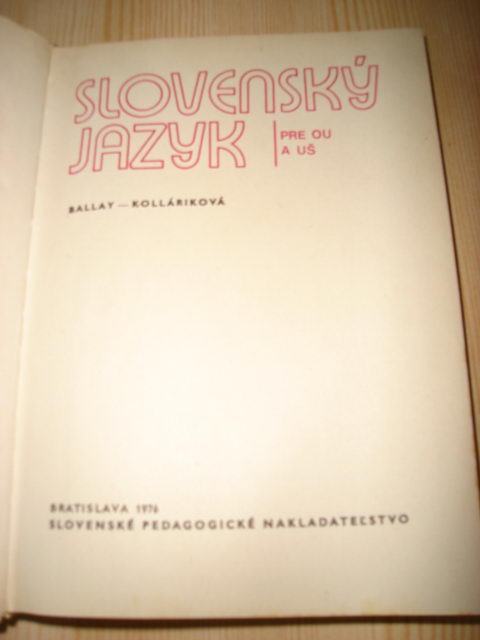 SLOVENSKÝ
JAZYK
PRE OU
A UŠ
BALLAY — KOLLÁRIKOVÁ
BRATISLAVA 1976
SLOVENSKÉ PEDAGOGICKÉ NAKLADATEĽSTVO